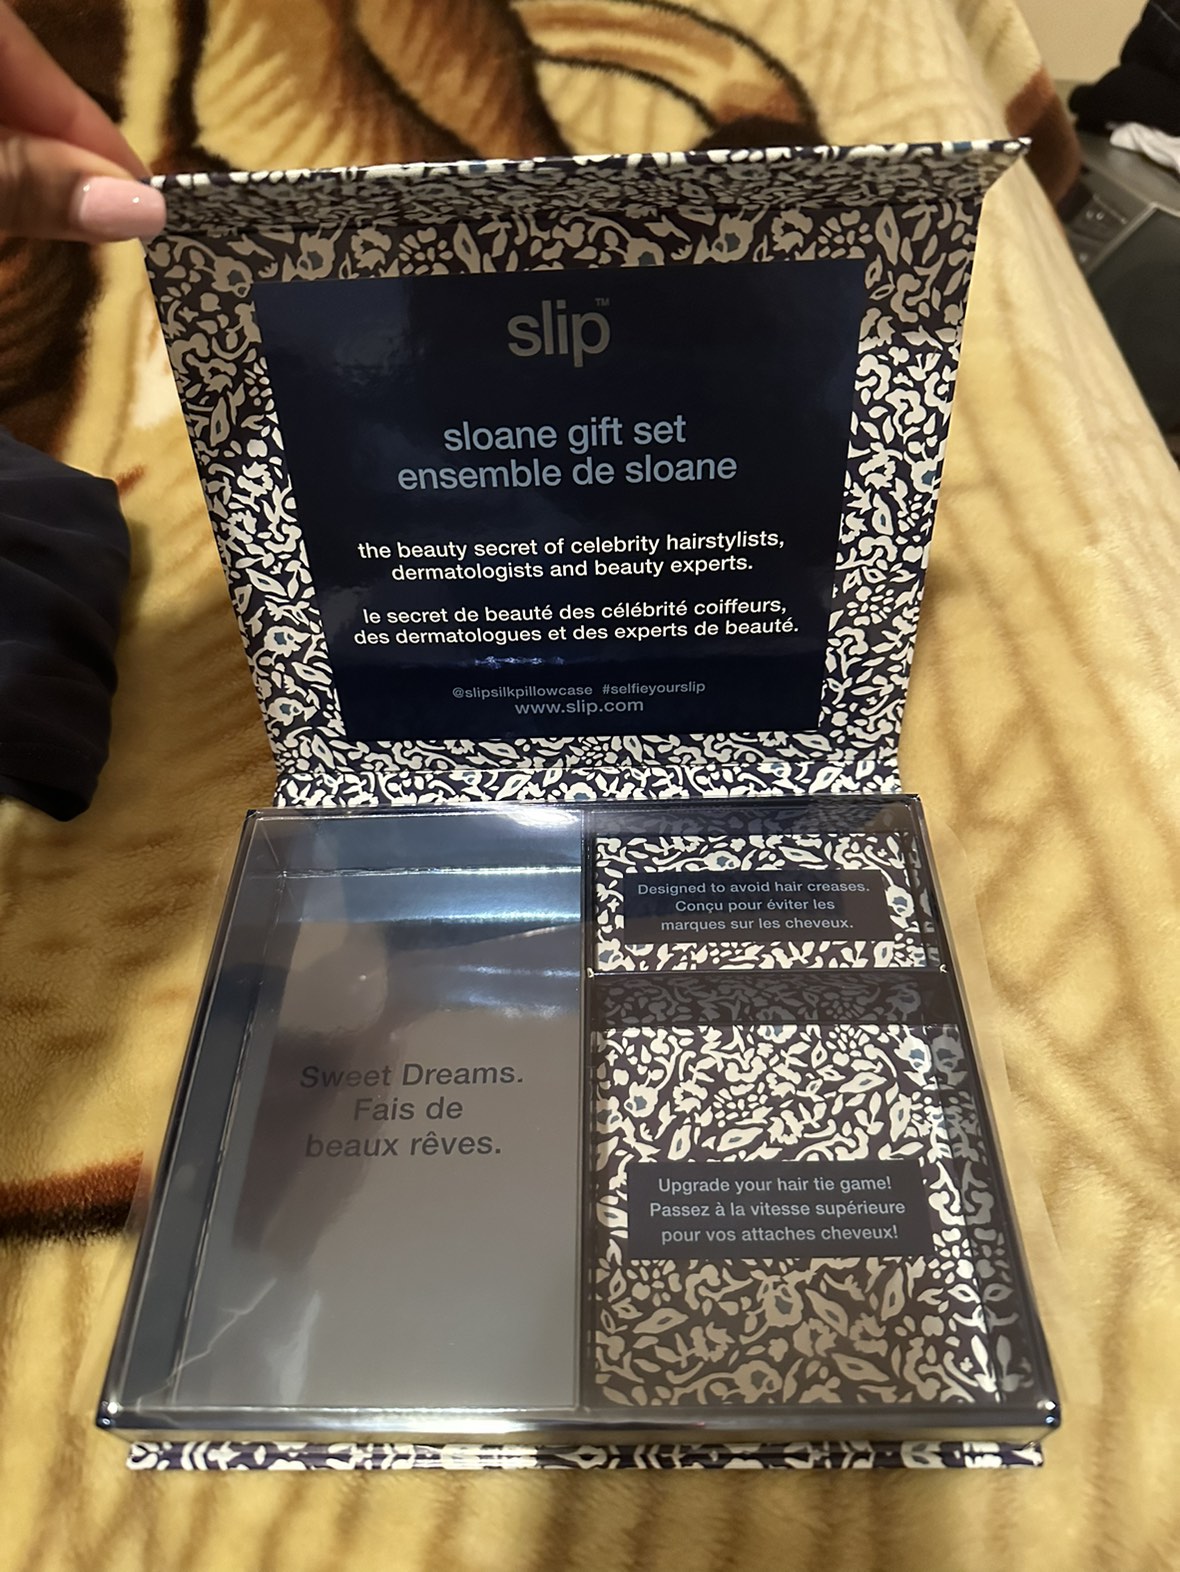 slip™
sloane gift set
ensemble de sloane
the beauty secret of celebrity hairstylists,
dermatologists and beauty experts.
le secret de beauté des célébrité coiffeurs,
des dermatologues et des experts de beauté.
@slipsilkpillowcase #selfieyourslip
www.slip.com
Designed to avoid hair creases.
Conçu pour éviter les
marques sur les cheveux.
Sweet Dreams.
Fais de
beaux rêves.
Upgrade your hair tie game!
Passez à la vitesse supérieure
pour vos attaches cheveux!